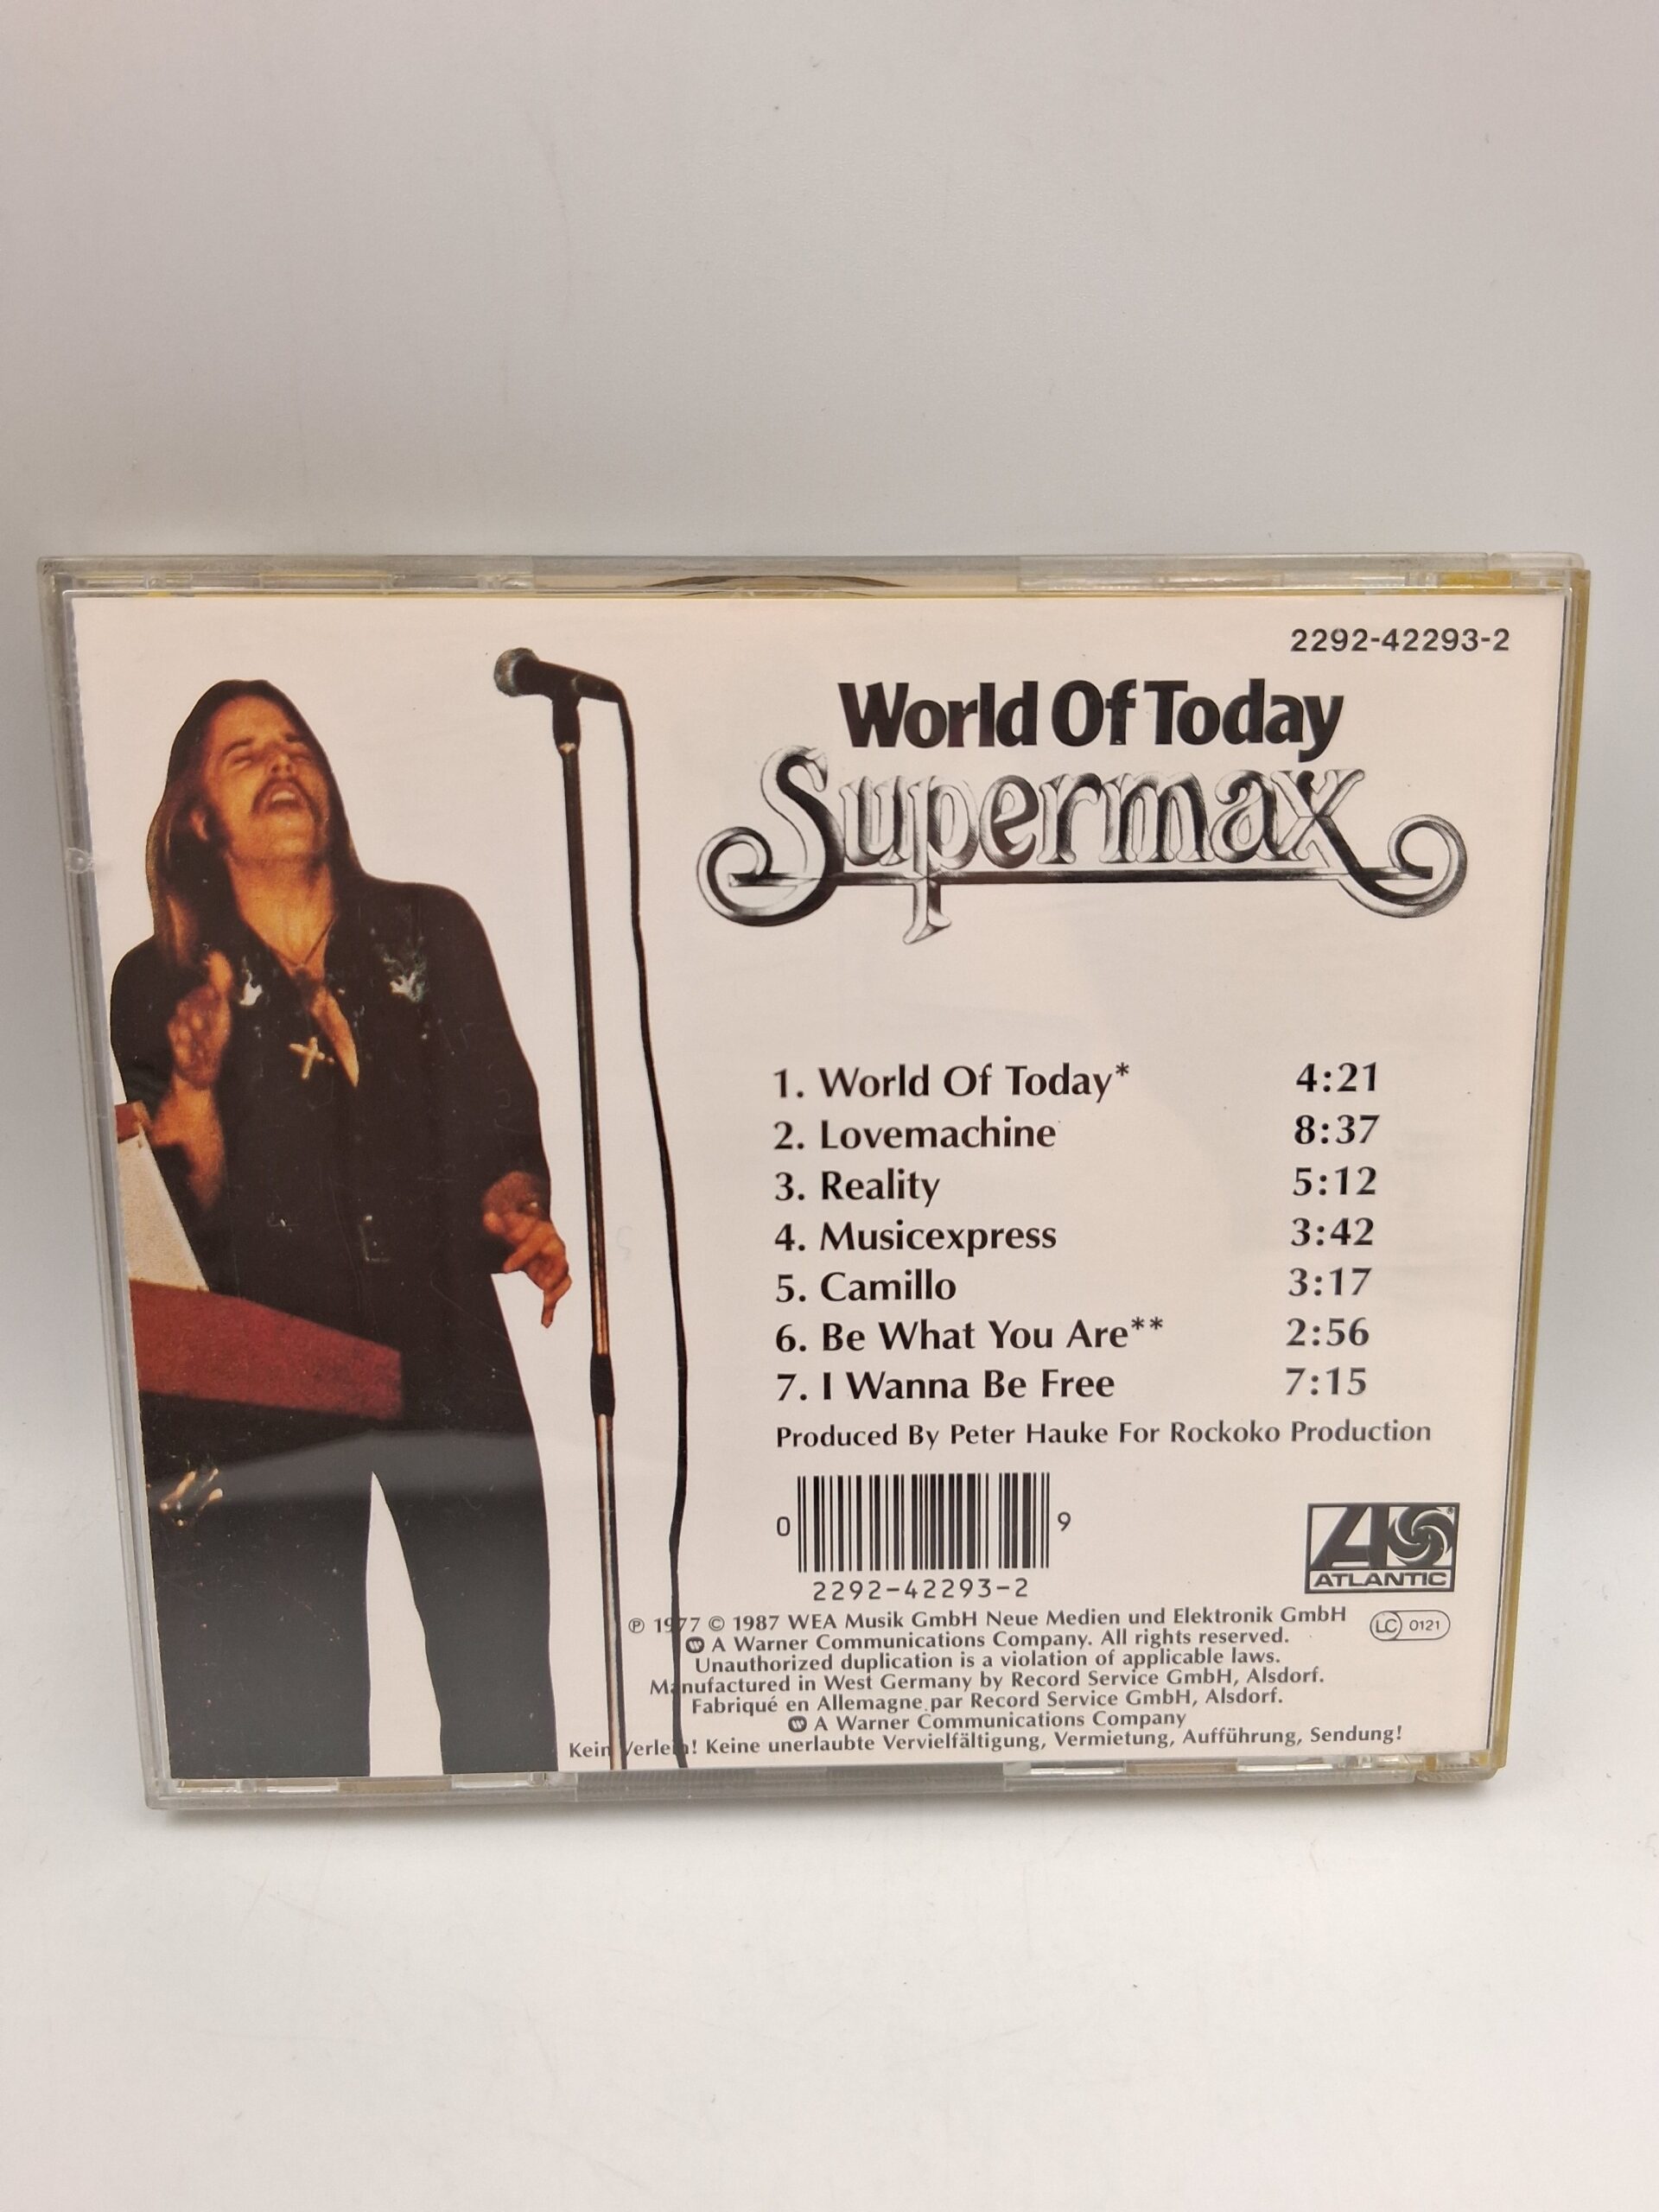 2292-42293-2
World Of Today
Supermax
1. World Of Today* 4:21
2. Lovemachine 8:37
3. Reality 5:12
4. Musicexpress 3:42
5. Camillo 3:17
6. Be What You Are** 2:56
7. I Wanna Be Free 7:15
Produced By Peter Hauke For Rockoko Production
0 9
2292-42293-2
ATLANTIC
℗ 1977 © 1987 WEA Musik GmbH Neue Medien und Elektronik GmbH
LC 0121
A Warner Communications Company. All rights reserved.
Unauthorized duplication is a violation of applicable laws.
Manufactured in West Germany by Record Service GmbH, Alsdorf.
Fabriqué en Allemagne par Record Service GmbH, Alsdorf.
A Warner Communications Company
Kein Verleih! Keine unerlaubte Vervielfältigung, Vermietung, Aufführung, Sendung!